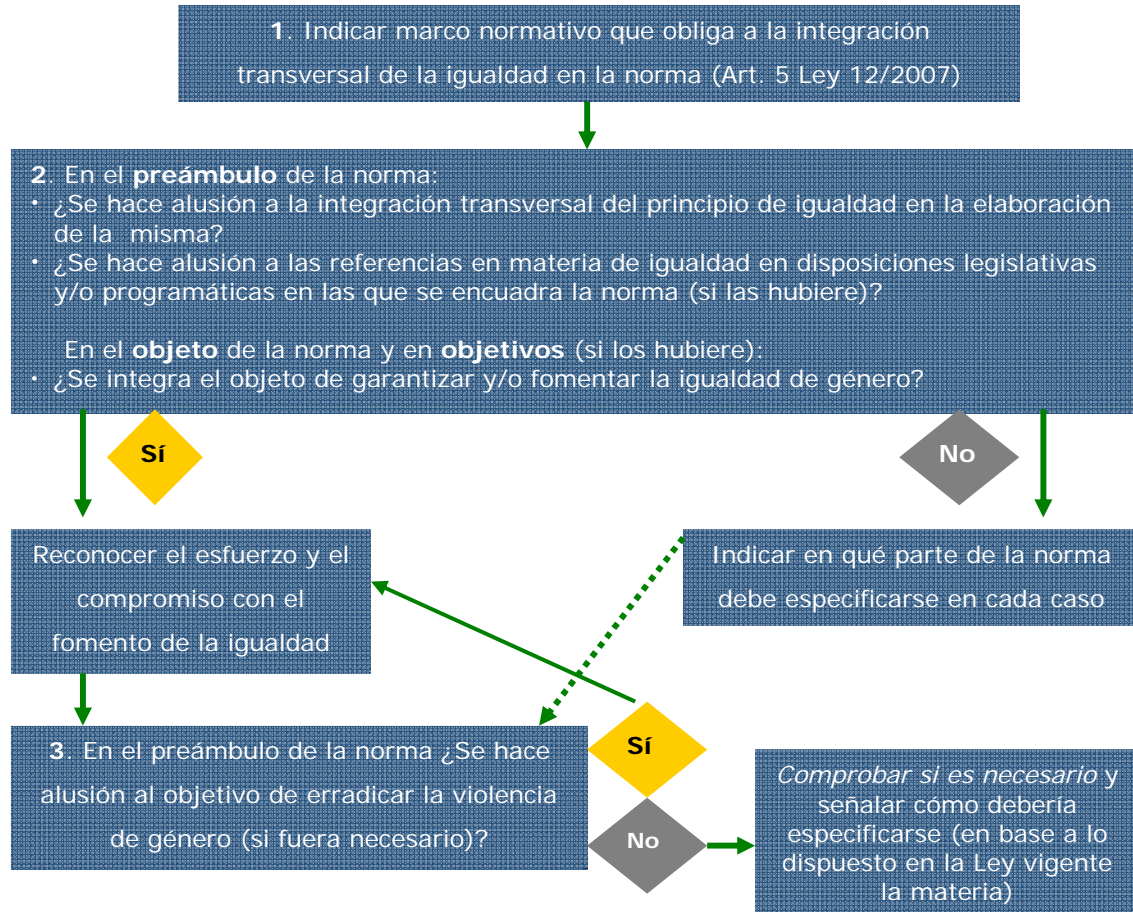 1. Indicar marco normativo que obliga a la integración
transversal de la igualdad en la norma (Art. 5 Ley 12/2007)
2. En el preámbulo de la norma:
• ¿Se hace alusión a la integración transversal del principio de igualdad en la elaboración
de la misma?
• ¿Se hace alusión a las referencias en materia de igualdad en disposiciones legislativas
y/o programáticas en las que se encuadra la norma (si las hubiere)?
En el objeto de la norma y en objetivos (si los hubiere):
• ¿Se integra el objeto de garantizar y/o fomentar la igualdad de género?
Sí
No
Reconocer el esfuerzo y el
compromiso con el
fomento de la igualdad
Indicar en qué parte de la norma
debe especificarse en cada caso
3. En el preámbulo de la norma ¿Se hace
alusión al objetivo de erradicar la violencia
de género (si fuera necesario)?
Sí
No
Comprobar si es necesario y
señalar cómo debería
especificarse (en base a lo
dispuesto en la Ley vigente
la materia)